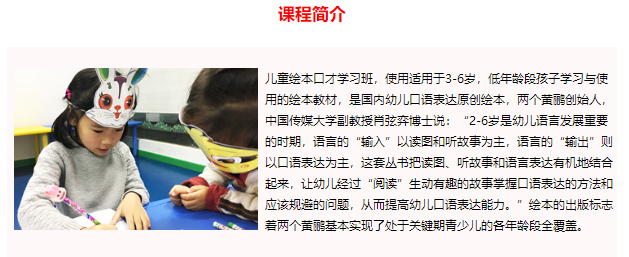 课程简介
儿童绘本口才学习班，使用适用于3-6岁，低年龄段孩子学习与使
用的绘本教材，是国内幼儿口语表达原创绘本，两个黄鹂创始人，
中国传媒大学副教授肖弦弈博士说：“2-6岁是幼儿语言发展重要
的时期，语言的“输入”以读图和听故事为主，语言的“输出”则
以口语表达为主，这套丛书把读图、听故事和语言表达有机地结合
起来，让幼儿经过“阅读”生动有趣的故事掌握口语表达的方法和
应该规避的问题，从而提高幼儿口语表达能力。”绘本的出版标志
着两个黄鹂基本实现了处于关键期青少儿的各年龄段全覆盖。